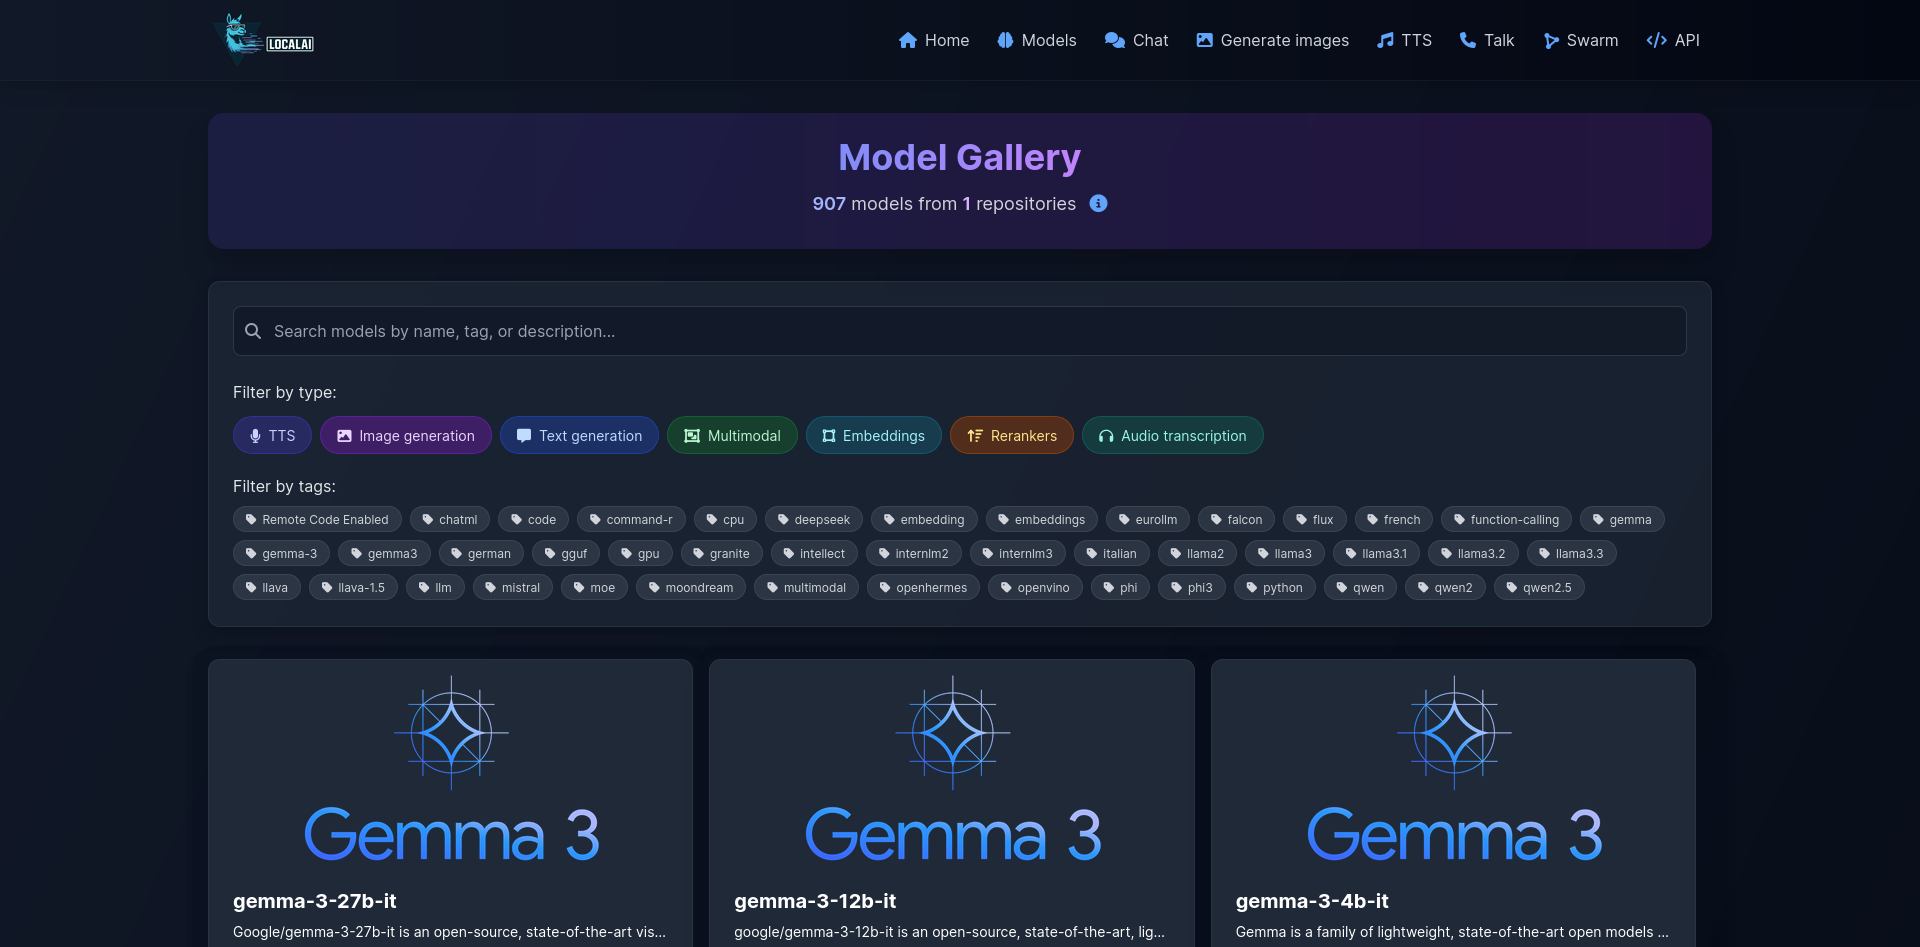 LOCALAI Home Models Chat Generate images TTS Talk Swarm API
Model Gallery
907 models from 1 repositories
Search models by name, tag, or description...
Filter by type:
TTS Image generation Text generation Multimodal Embeddings Rerankers Audio transcription
Filter by tags:
Remote Code Enabled chatml code command-r cpu deepseek embedding embeddings eurollm falcon flux french function-calling gemma
gemma-3 gemma3 german gguf gpu granite intellect internlm2 internlm3 italian llama2 llama3 llama3.1 llama3.2 llama3.3
llava llava-1.5 llm mistral moe moondream multimodal openhermes openvino phi phi3 python qwen qwen2 qwen2.5
Gemma 3 Gemma 3 Gemma 3
gemma-3-27b-it gemma-3-12b-it gemma-3-4b-it
Google/gemma-3-27b-it is an open-source, state-of-the-art vis... google/gemma-3-12b-it is an open-source, state-of-the-art, lig... Gemma is a family of lightweight, state-of-the-art open models ...